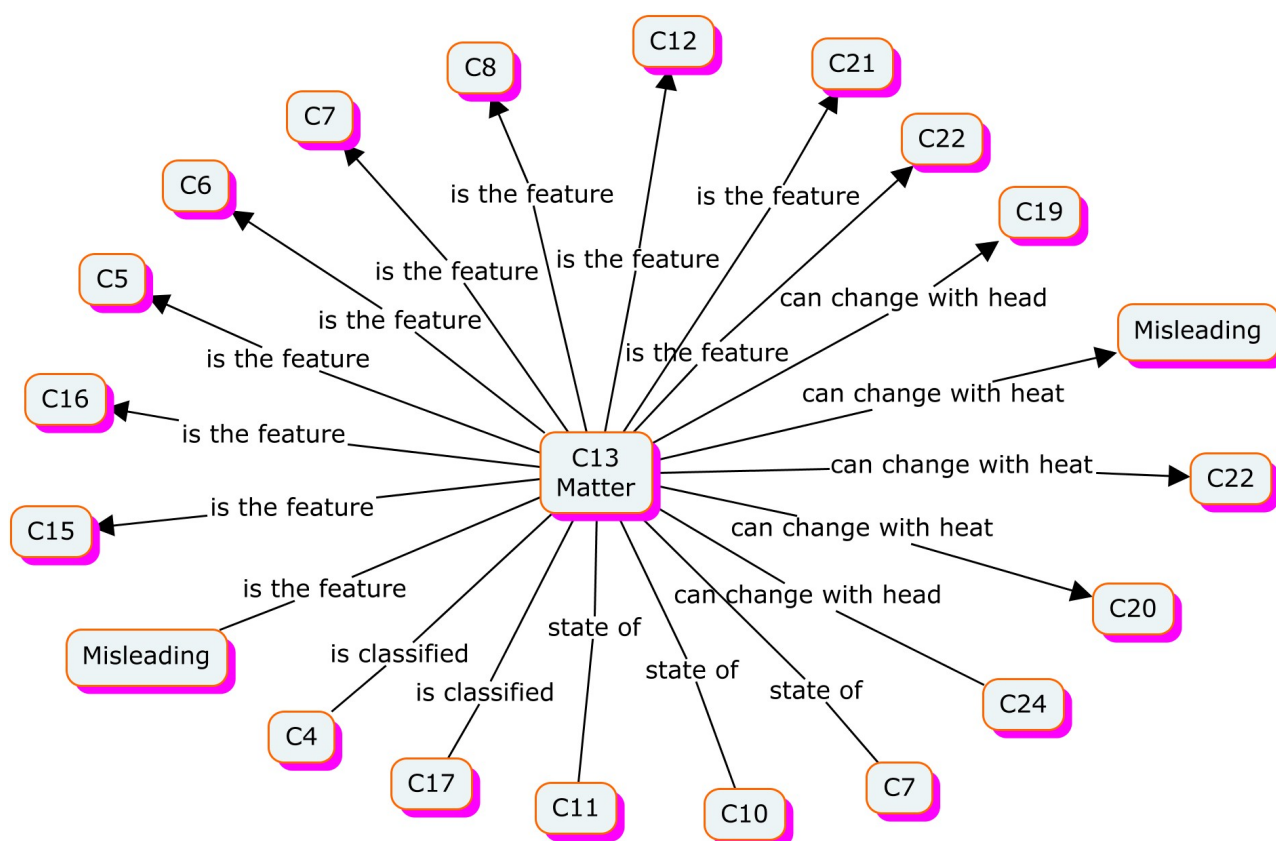 C12
C21
C8
C7
C22
C6
is the feature
is the feature
C19
C5
is the feature
is the feature
can change with head
is the feature
Misleading
is the feature
is the feature
can change with heat
C16
is the feature
C13
Matter
can change with heat
C22
is the feature
C15
can change with heat
is the feature
can change with head
C20
Misleading
is classified
state of
state of
is classified
state of
C24
C4
C17
C11
C10
C7